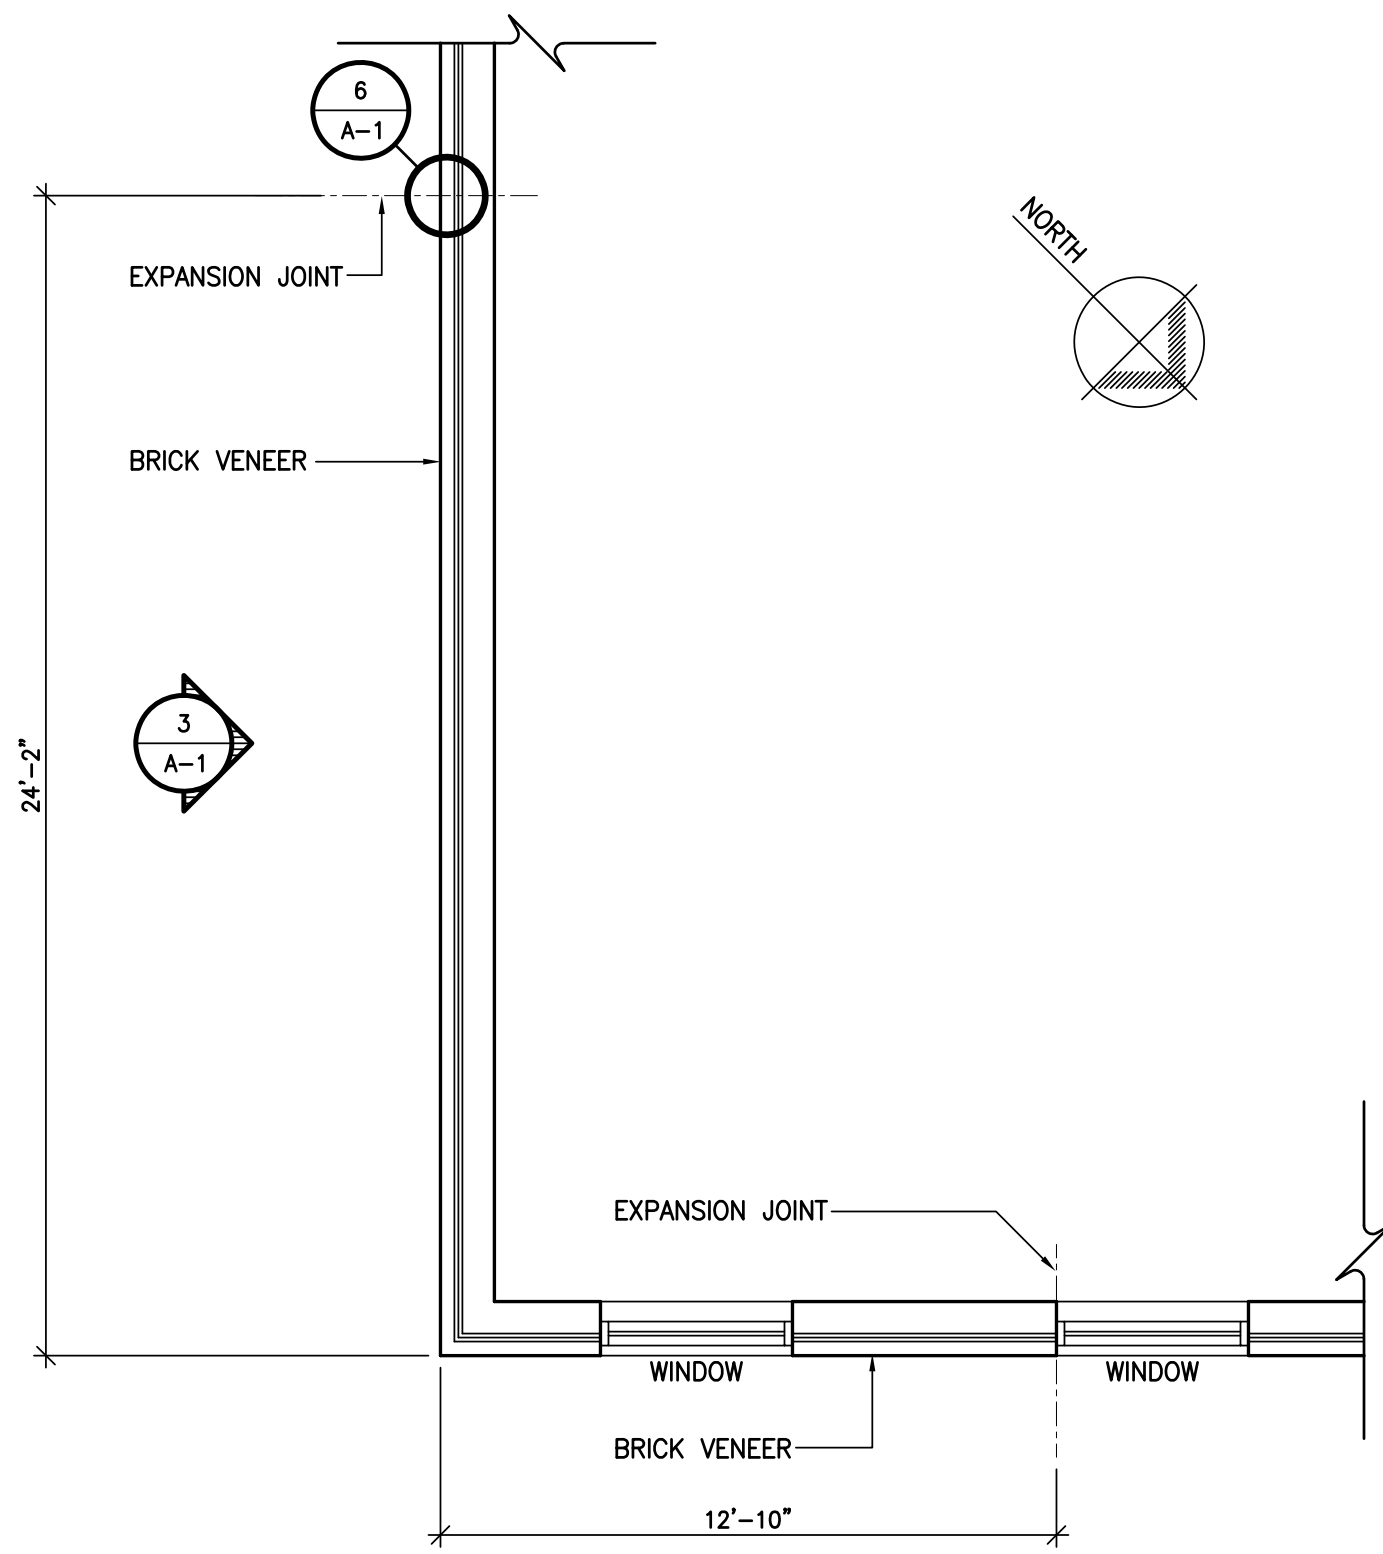 6
A-1
NORTH
EXPANSION JOINT
BRICK VENEER
3
A-1
24'-2"
EXPANSION JOINT
WINDOW
WINDOW
BRICK VENEER
12'-10"